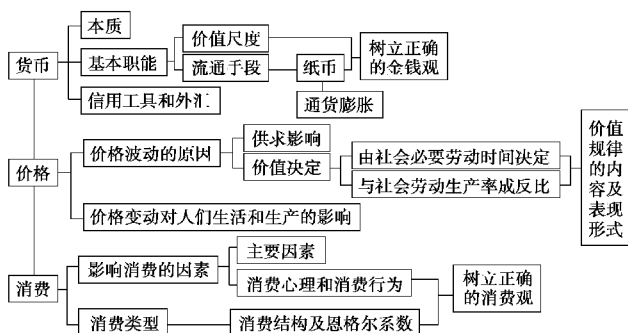 货币
本质
基本职能
价值尺度
流通手段
纸币
通货膨胀
树立正确
的金钱观
信用工具和外汇
价格
价格波动的原因
供求影响
价值决定
由社会必要劳动时间决定
与社会劳动生产率成反比
价值
规律
的内
容及
表现
形式
价格变动对人们生活和生产的影响
消费
影响消费的因素
主要因素
消费心理和消费行为
树立正确
的消费观
消费类型
消费结构及恩格尔系数